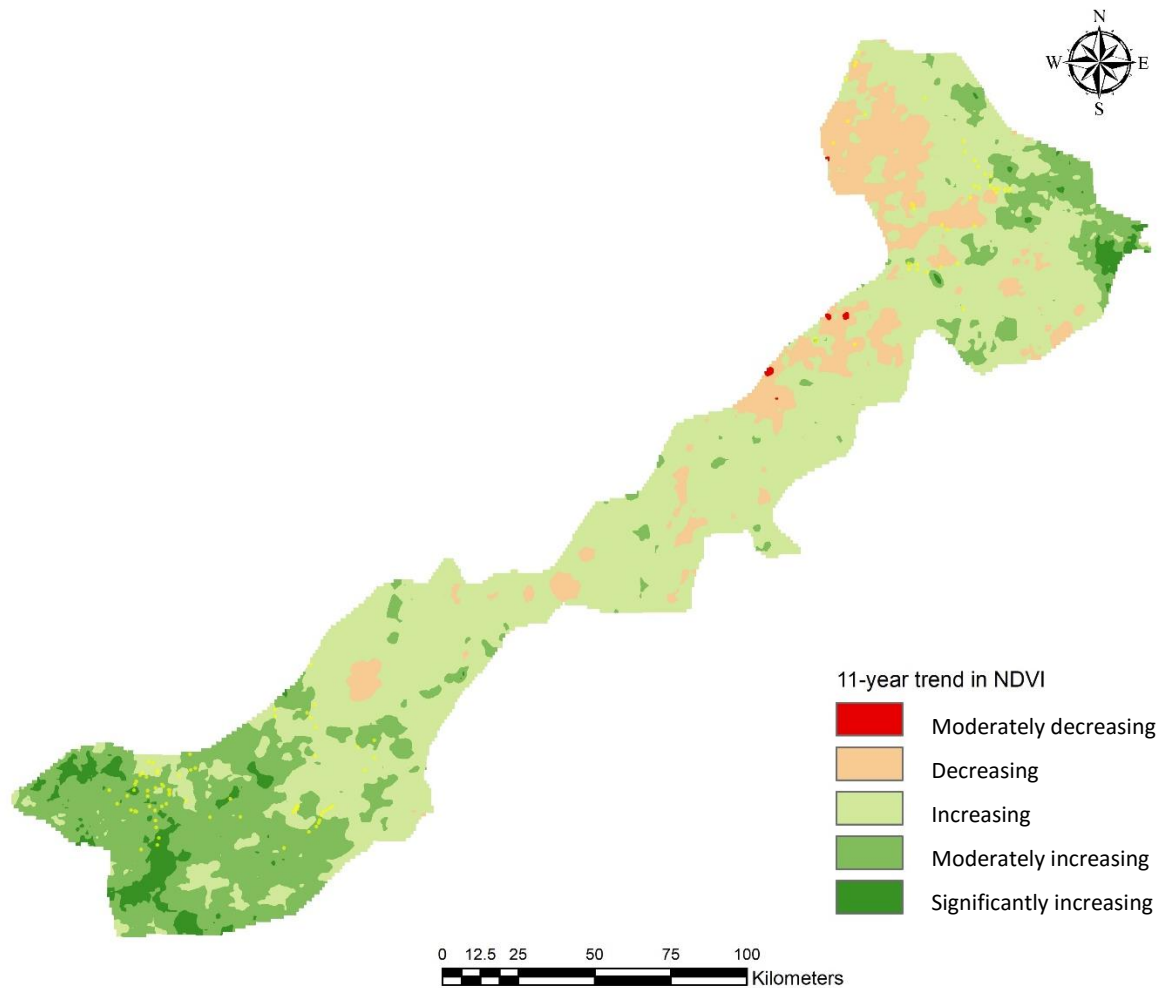 N
W E
S
11-year trend in NDVI
Moderately decreasing
Decreasing
Increasing
Moderately increasing
Significantly increasing
0 12.5 25 50 75 100
Kilometers